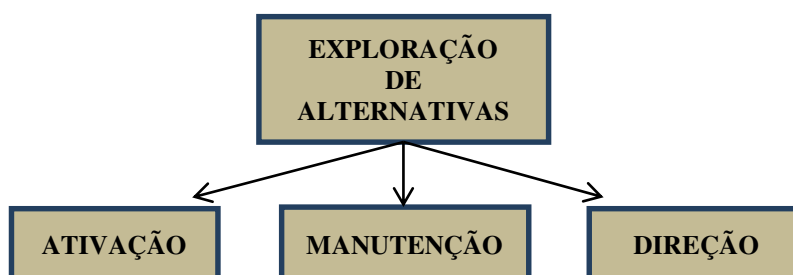 EXPLORAÇÃO
DE
ALTERNATIVAS
ATIVAÇÃO
MANUTENÇÃO
DIREÇÃO